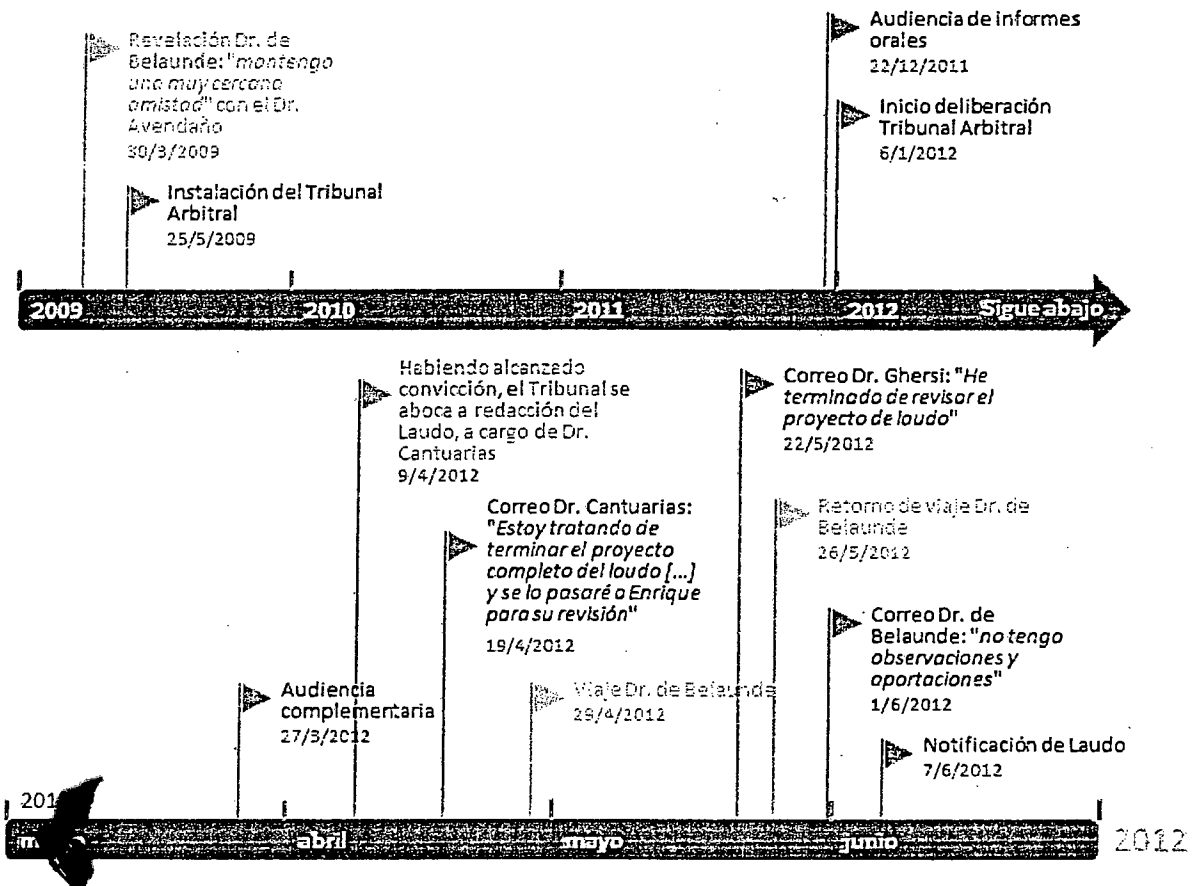 Revelación Dr. de
Belaunde: "mantengo
una muy cercana
amistad" con el Dr.
Avendaño
30/3/2009
Instalación del Tribunal
Arbitral
25/5/2009
Audiencia de informes
orales
22/12/2011
Inicio deliberación
Tribunal Arbitral
6/1/2012
2009 2010 2011 2012 Sigue abajo
Habiendo alcanzado
convicción, el Tribunal se
aboca a redacción del
Laudo, a cargo de Dr.
Cantuarias
9/4/2012
Correo Dr. Cantuarias:
"Estoy tratando de
terminar el proyecto
completo del laudo [...]
y se lo pasaré a Enrique
para su revisión"
19/4/2012
Correo Dr. Ghersi: "He
terminado de revisar el
proyecto de laudo"
22/5/2012
Retorno de viaje Dr. de
Belaunde
26/5/2012
Correo Dr. de
Belaunde: "no tengo
observaciones y
aportaciones"
1/6/2012
Audiencia
complementaria
27/3/2012
Viaje Dr. de Belaunde
29/4/2012
Notificación de Laudo
7/6/2012
201
abril mayo junio 2012